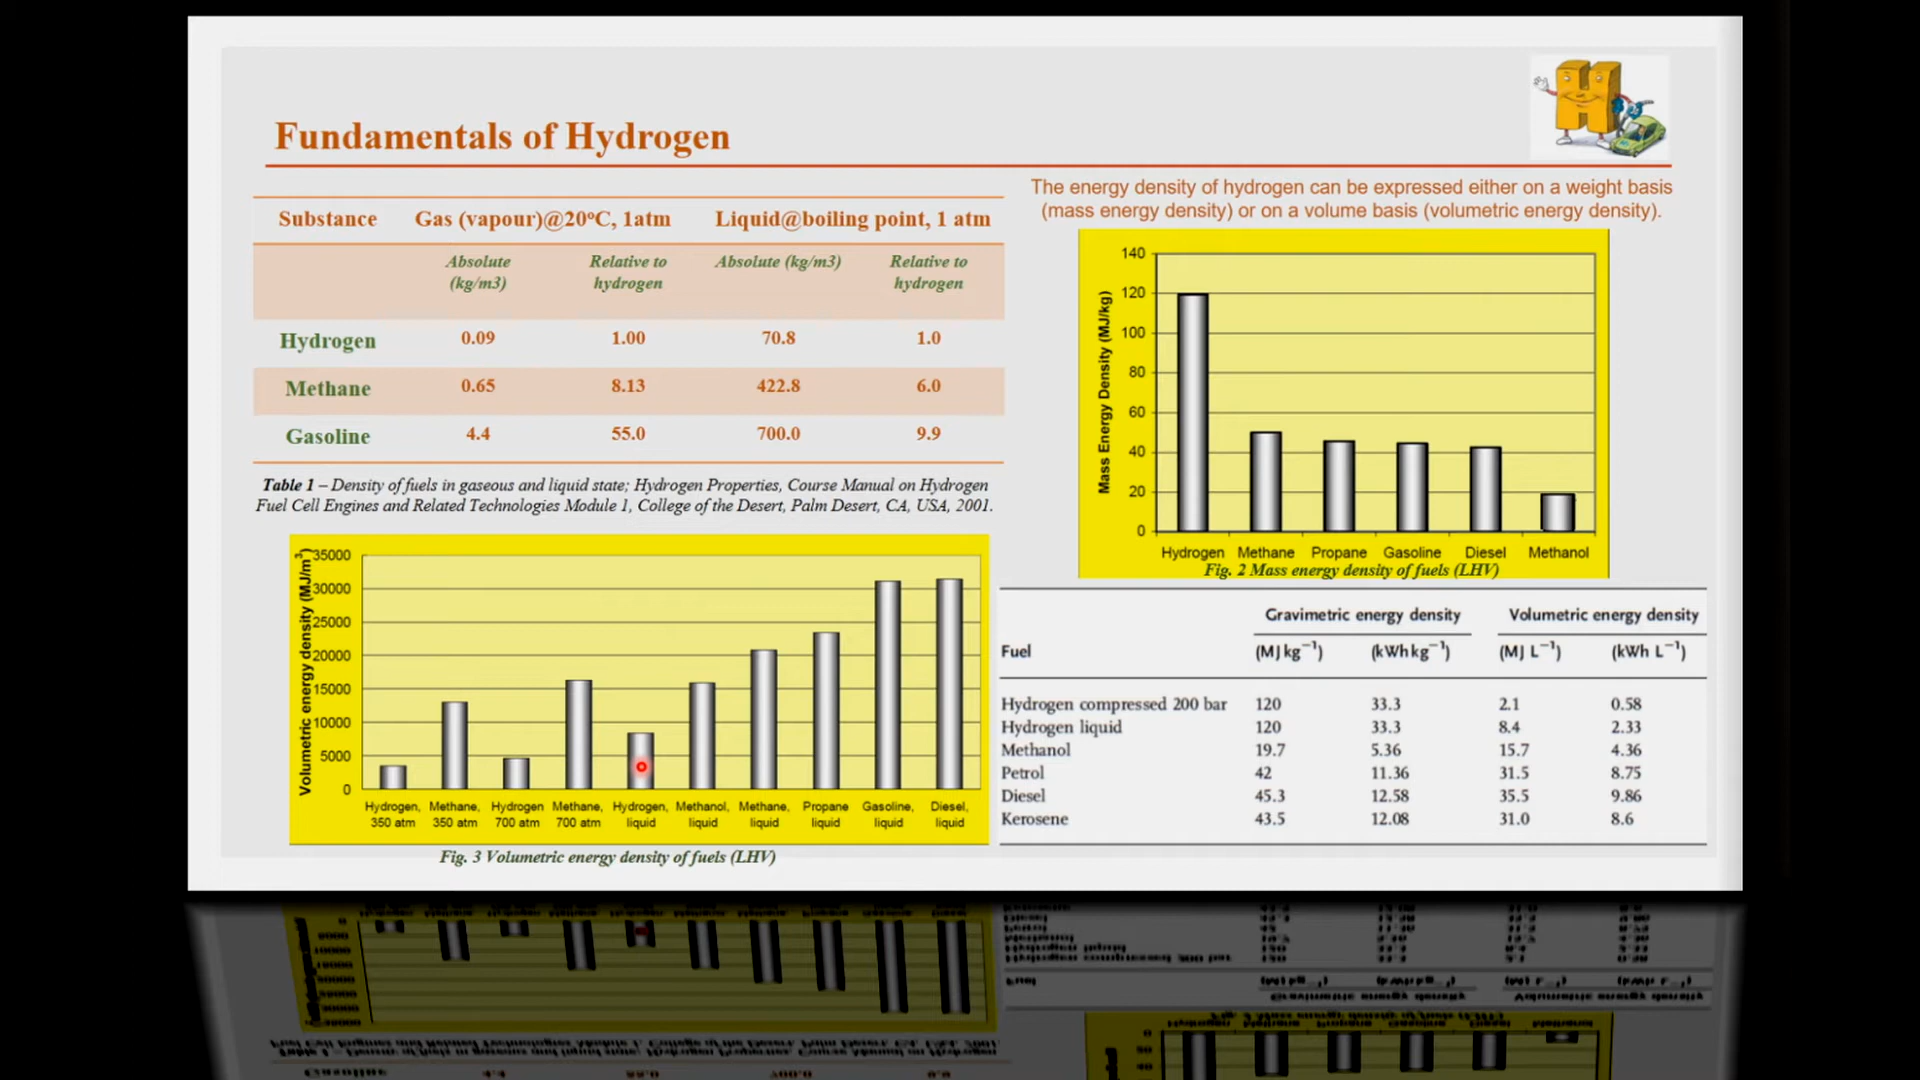 Fundamentals of Hydrogen
Substance Gas (vapour)@20°C, 1atm Liquid@boiling point, 1 atm
Absolute (kg/m3) Relative to hydrogen Absolute (kg/m3) Relative to hydrogen
Hydrogen 0.09 1.00 70.8 1.0
Methane 0.65 8.13 422.8 6.0
Gasoline 4.4 55.0 700.0 9.9
Table 1 – Density of fuels in gaseous and liquid state; Hydrogen Properties, Course Manual on Hydrogen
Fuel Cell Engines and Related Technologies Module 1, College of the Desert, Palm Desert, CA, USA, 2001.
Volumetric energy density (MJ/m³)
35000
30000
25000
20000
15000
10000
5000
0
Hydrogen, 350 atm Methane, 350 atm Hydrogen 700 atm Methane, 700 atm Hydrogen, liquid Methanol, liquid Methane, liquid Propane liquid Gasoline, liquid Diesel, liquid
Fig. 3 Volumetric energy density of fuels (LHV)
The energy density of hydrogen can be expressed either on a weight basis
(mass energy density) or on a volume basis (volumetric energy density).
Mass Energy Density (MJ/kg)
140
120
100
80
60
40
20
0
Hydrogen Methane Propane Gasoline Diesel Methanol
Fig. 2 Mass energy density of fuels (LHV)
Gravimetric energy density Volumetric energy density
Fuel (MJ kg⁻¹) (kWh kg⁻¹) (MJ L⁻¹) (kWh L⁻¹)
Hydrogen compressed 200 bar 120 33.3 2.1 0.58
Hydrogen liquid 120 33.3 8.4 2.33
Methanol 19.7 5.36 15.7 4.36
Petrol 42 11.36 31.5 8.75
Diesel 45.3 12.58 35.5 9.86
Kerosene 43.5 12.08 31.0 8.6